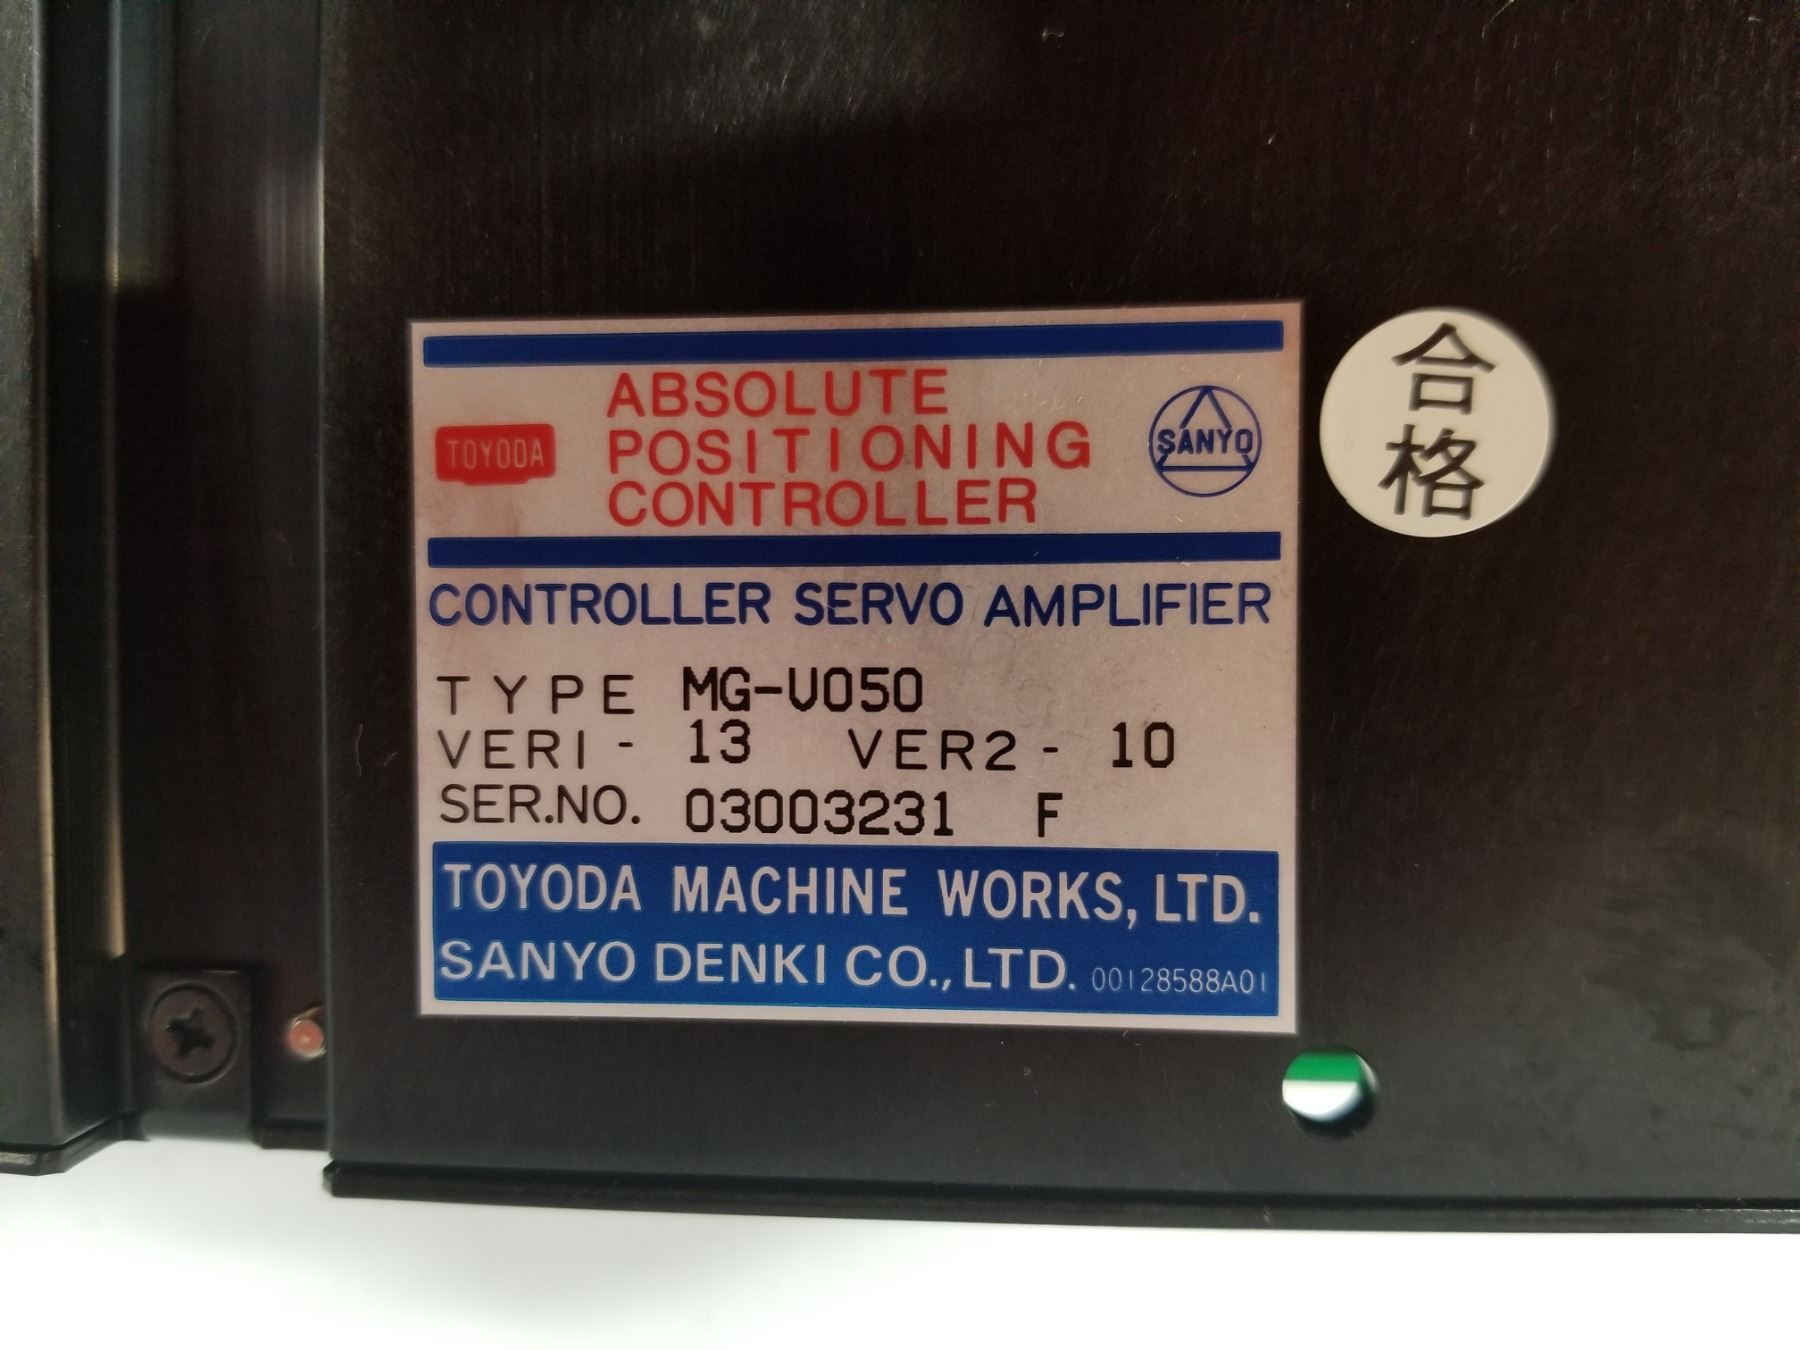 TOYODA
ABSOLUTE
POSITIONING
CONTROLLER
SANYO
CONTROLLER SERVO AMPLIFIER
TYPE MG-V050
VER1 - 13 VER2 - 10
SER.NO. 03003231 F
TOYODA MACHINE WORKS, LTD.
SANYO DENKI CO., LTD. 00128588A01
合
格